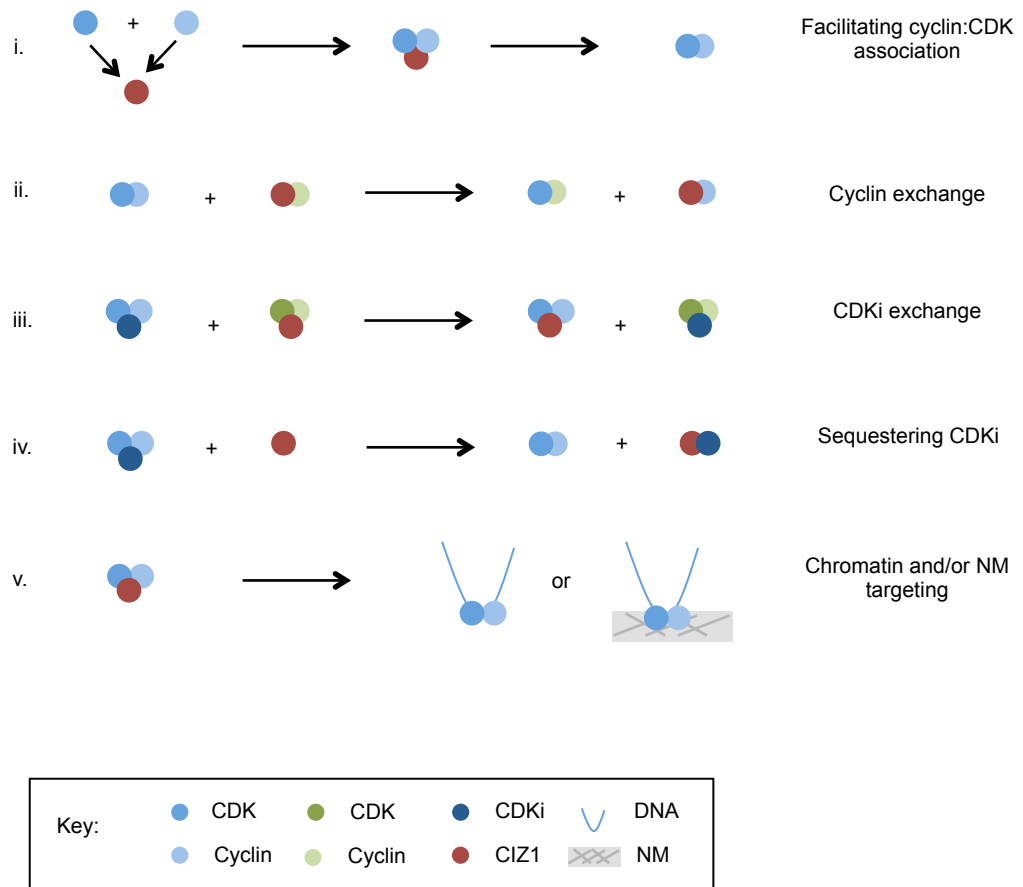 +
i.
Facilitating cyclin:CDK
association
ii.
+
+
Cyclin exchange
iii.
+
+
CDKi exchange
iv.
+
+
Sequestering CDKi
v.
or
Chromatin and/or NM
targeting
Key:
CDK
CDK
CDKi
DNA
Cyclin
Cyclin
CIZ1
NM